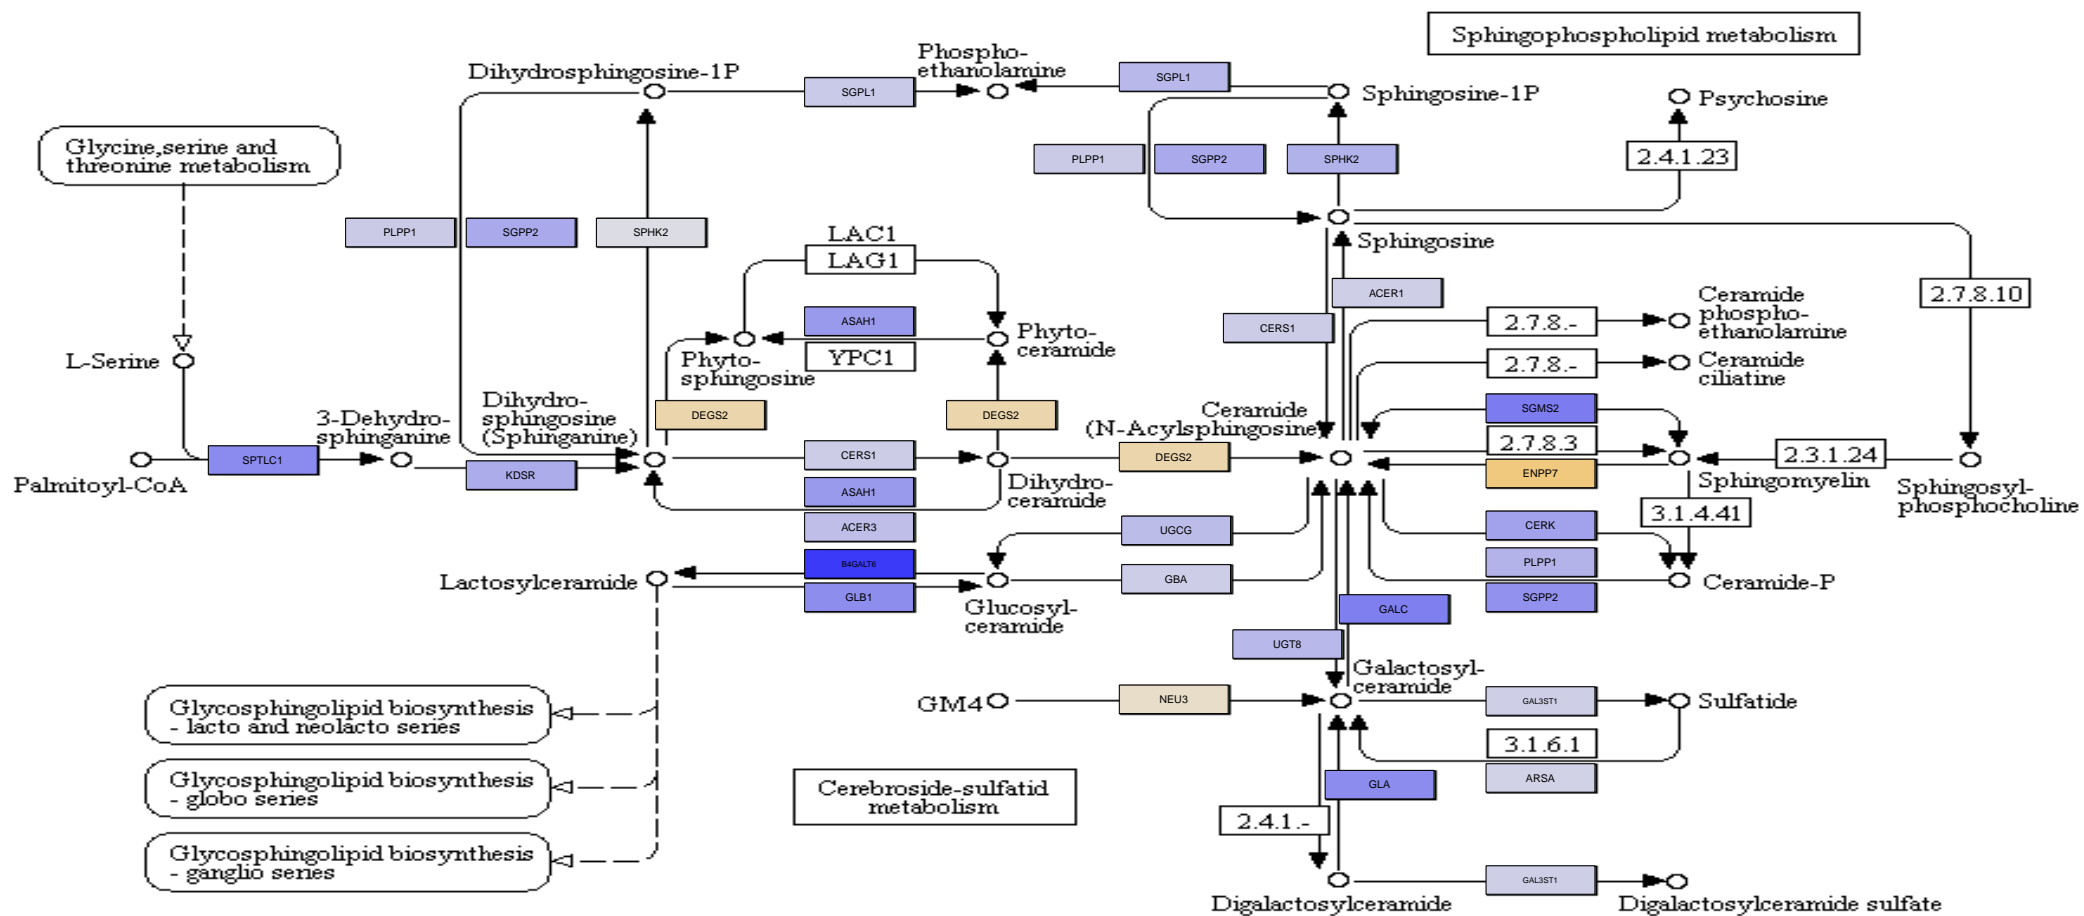 Sphingophospholipid metabolism
Phospho-
ethanolamine
Dihydrosphingosine-1P
SGPL1
SGPL1
Sphingosine-1P
Psychosine
Glycine,serine and
threonine metabolism
PLPP1
SGPP2
SPHK2
2.4.1.23
PLPP1
SGPP2
SPHK2
LAC1
LAG1
Sphingosine
ACER1
2.7.8.10
ASAH1
YPC1
CERS1
2.7.8.-
Ceramide
phospho-
ethanolamine
L-Serine
Phyto-
sphingosine
Phyto-
ceramide
2.7.8.-
Ceramide
ciliatine
3-Dehydro-
sphinganine
Dihydro-
sphingosine
(Sphinganine)
DEGS2
DEGS2
Ceramide
(N-Acylsphingosine)
SGMS2
2.7.8.3
SPTLC1
Palmitoyl-CoA
KDSR
CERS1
DEGS2
ENPP7
Sphingomyelin
2.3.1.24
Sphingosyl-
phosphocholine
ASAH1
Dihydro-
ceramide
ACER3
UGCG
CERK
3.1.4.41
B4GALT6
PLPP1
Lactosylceramide
GLB1
Glucosyl-
ceramide
GBA
SGPP2
Ceramide-P
GALC
UGT8
Galactosyl-
ceramide
GM4
NEU3
GAL3ST1
Sulfatide
Glycosphingolipid biosynthesis
- lacto and neolacto series
3.1.6.1
ARSA
Glycosphingolipid biosynthesis
- globo series
Cerebroside-sulfatid
metabolism
GLA
2.4.1.-
Glycosphingolipid biosynthesis
- ganglio series
Digalactosylceramide
GAL3ST1
Digalactosylceramide sulfate